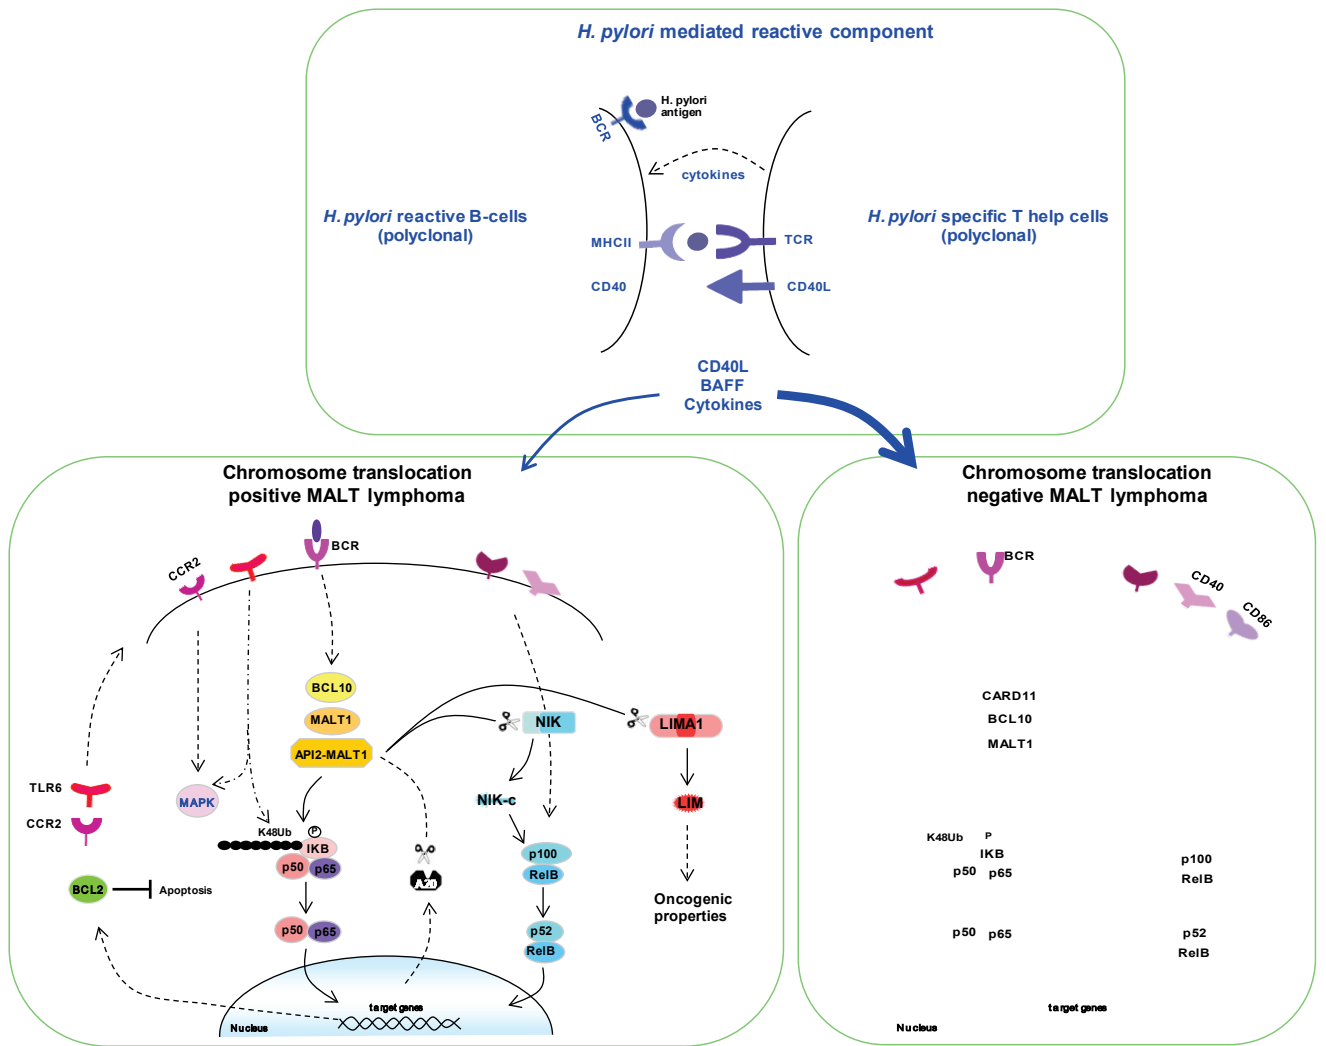 H. pylori mediated reactive component
H. pylori
antigen
BCR
cytokines
H. pylori reactive B-cells
(polyclonal)
H. pylori specific T help cells
(polyclonal)
MHCII
TCR
CD40
CD40L
CD40L
BAFF
Cytokines
Chromosome translocation
positive MALT lymphoma
BCR
CCR2
BCL10
MALT1
API2-MALT1
NIK
LIMA1
TLR6
CCR2
MAPK
NIK-c
LIM
K48Ub
P
IKB
p50
p65
p100
RelB
A20
BCL2
Apoptosis
Oncogenic
properties
p50
p65
p52
RelB
target genes
Nucleus
Chromosome translocation
negative MALT lymphoma
BCR
CD40
CD86
CARD11
BCL10
MALT1
K48Ub
P
IKB
p50
p65
p100
RelB
p50
p65
p52
RelB
target genes
Nucleus